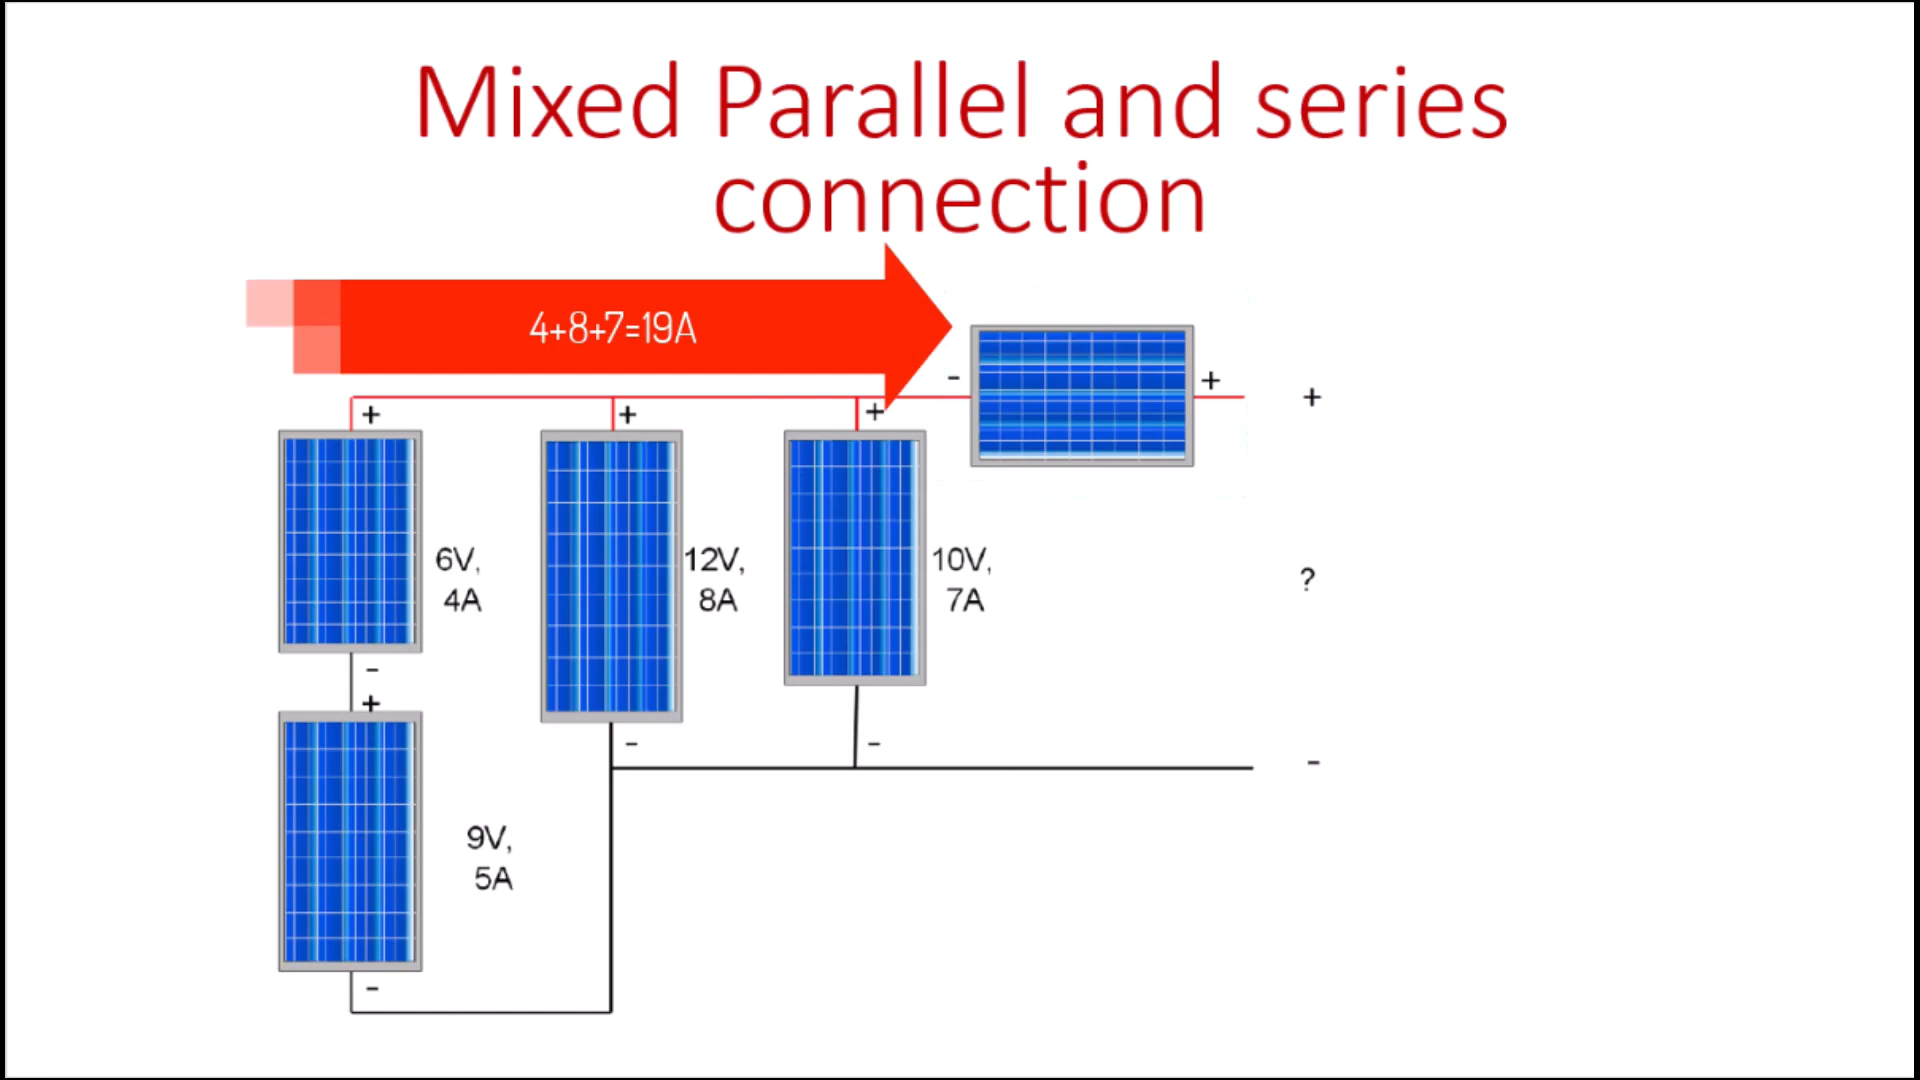 Mixed Parallel and series
connection
4+8+7=19A
-
+
+
+
+
+
6V,
4A
12V,
8A
10V,
7A
?
-
+
-
-
-
9V,
5A
-